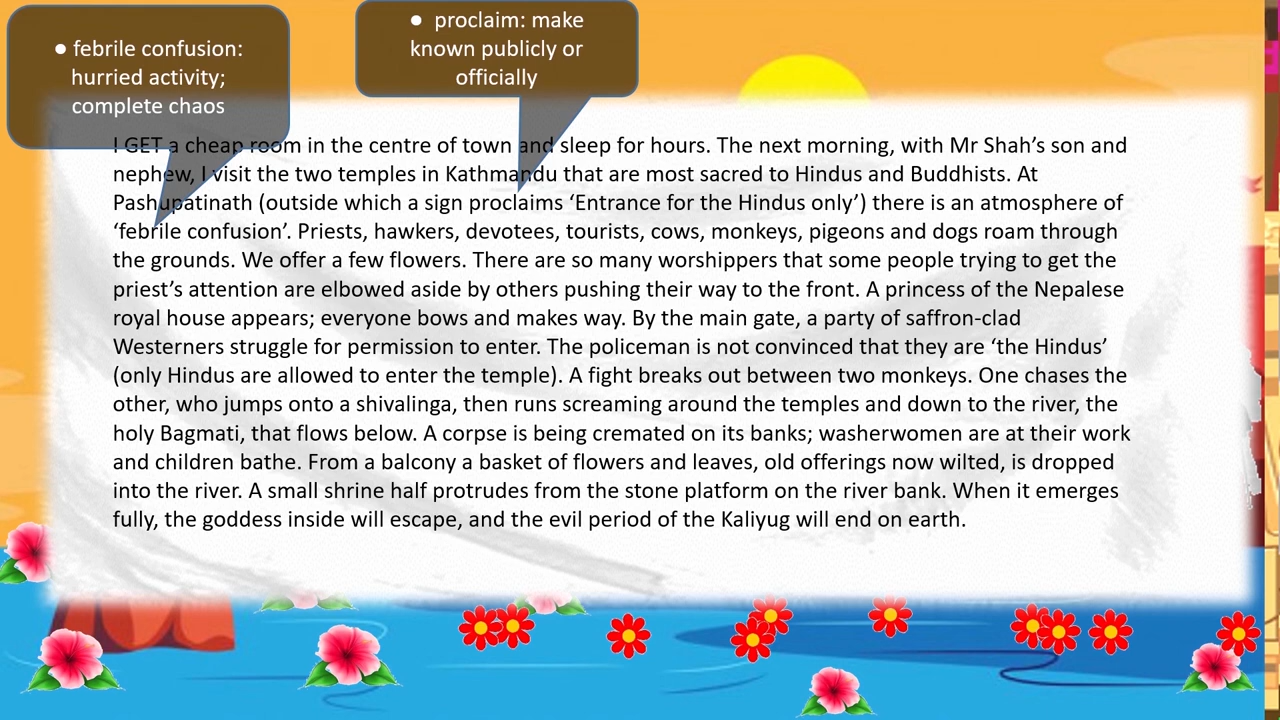 ● febrile confusion:
hurried activity;
complete chaos
● proclaim: make
known publicly or
officially
I GET a cheap room in the centre of town and sleep for hours. The next morning, with Mr Shah’s son and
nephew, I visit the two temples in Kathmandu that are most sacred to Hindus and Buddhists. At
Pashupatinath (outside which a sign proclaims ‘Entrance for the Hindus only’) there is an atmosphere of
‘febrile confusion’. Priests, hawkers, devotees, tourists, cows, monkeys, pigeons and dogs roam through
the grounds. We offer a few flowers. There are so many worshippers that some people trying to get the
priest’s attention are elbowed aside by others pushing their way to the front. A princess of the Nepalese
royal house appears; everyone bows and makes way. By the main gate, a party of saffron-clad
Westerners struggle for permission to enter. The policeman is not convinced that they are ‘the Hindus’
(only Hindus are allowed to enter the temple). A fight breaks out between two monkeys. One chases the
other, who jumps onto a shivalinga, then runs screaming around the temples and down to the river, the
holy Bagmati, that flows below. A corpse is being cremated on its banks; washerwomen are at their work
and children bathe. From a balcony a basket of flowers and leaves, old offerings now wilted, is dropped
into the river. A small shrine half protrudes from the stone platform on the river bank. When it emerges
fully, the goddess inside will escape, and the evil period of the Kaliyug will end on earth.